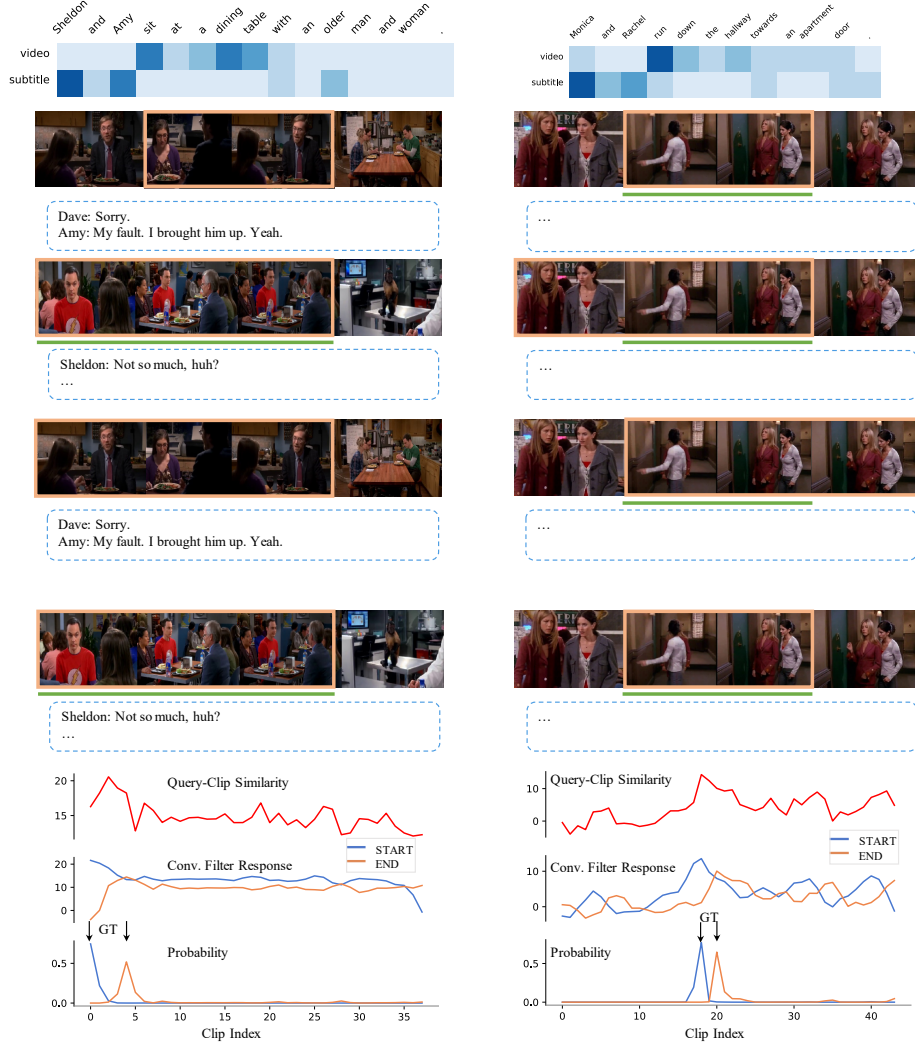 Sheldon and Amy sit at a dining table with an older man and woman .
video
subtitle
Dave: Sorry.
Amy: My fault. I brought him up. Yeah.
Sheldon: Not so much, huh?
…
Dave: Sorry.
Amy: My fault. I brought him up. Yeah.
Sheldon: Not so much, huh?
…
Query-Clip Similarity
20
15
START
END
Conv. Filter Response
20
10
0
GT
Probability
0.5
0.0
0 5 10 15 20 25 30 35
Clip Index
Monica and Rachel run down the hallway towards an apartment door .
video
subtitle
…
…
…
…
Query-Clip Similarity
10
0
START
END
Conv. Filter Response
10
0
GT
Probability
0.5
0.0
0 10 20 30 40
Clip Index